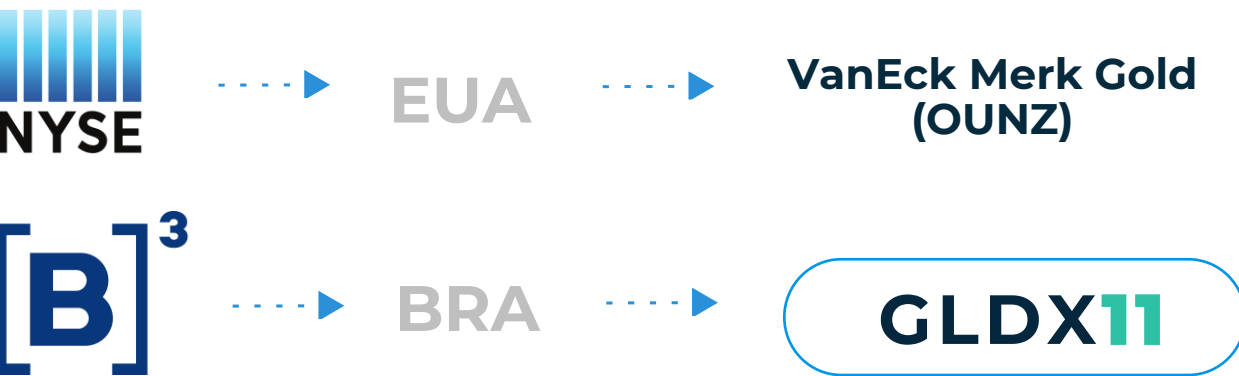 NYSE
EUA
VanEck Merk Gold
(OUNZ)
[B]³
BRA
GLDX11